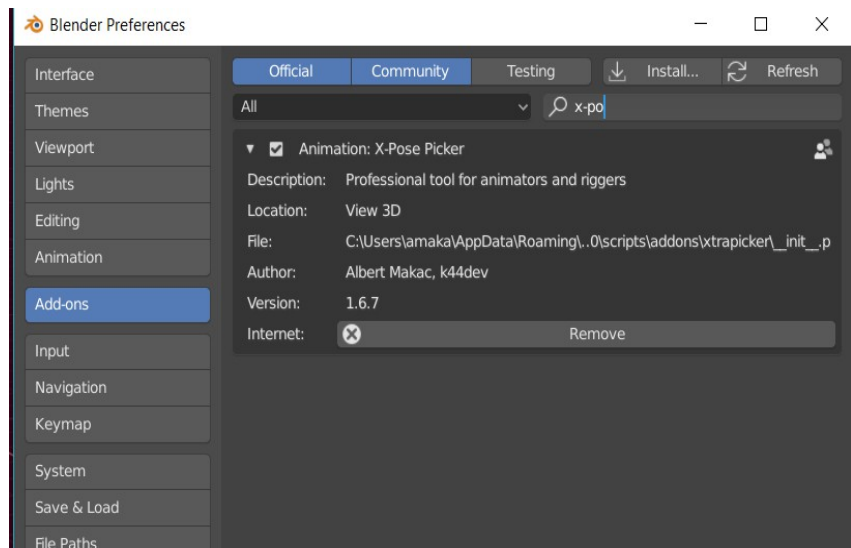 Blender Preferences
Interface
Themes
Viewport
Lights
Editing
Animation
Add-ons
Input
Navigation
Keymap
System
Save & Load
File Paths
Official Community Testing Install... Refresh
All x-po
Animation: X-Pose Picker
Description: Professional tool for animators and riggers
Location: View 3D
File: C:\Users\amaka\AppData\Roaming\..0\scripts\addons\xtrapicker\__init__.p
Author: Albert Makac, k44dev
Version: 1.6.7
Internet: Remove